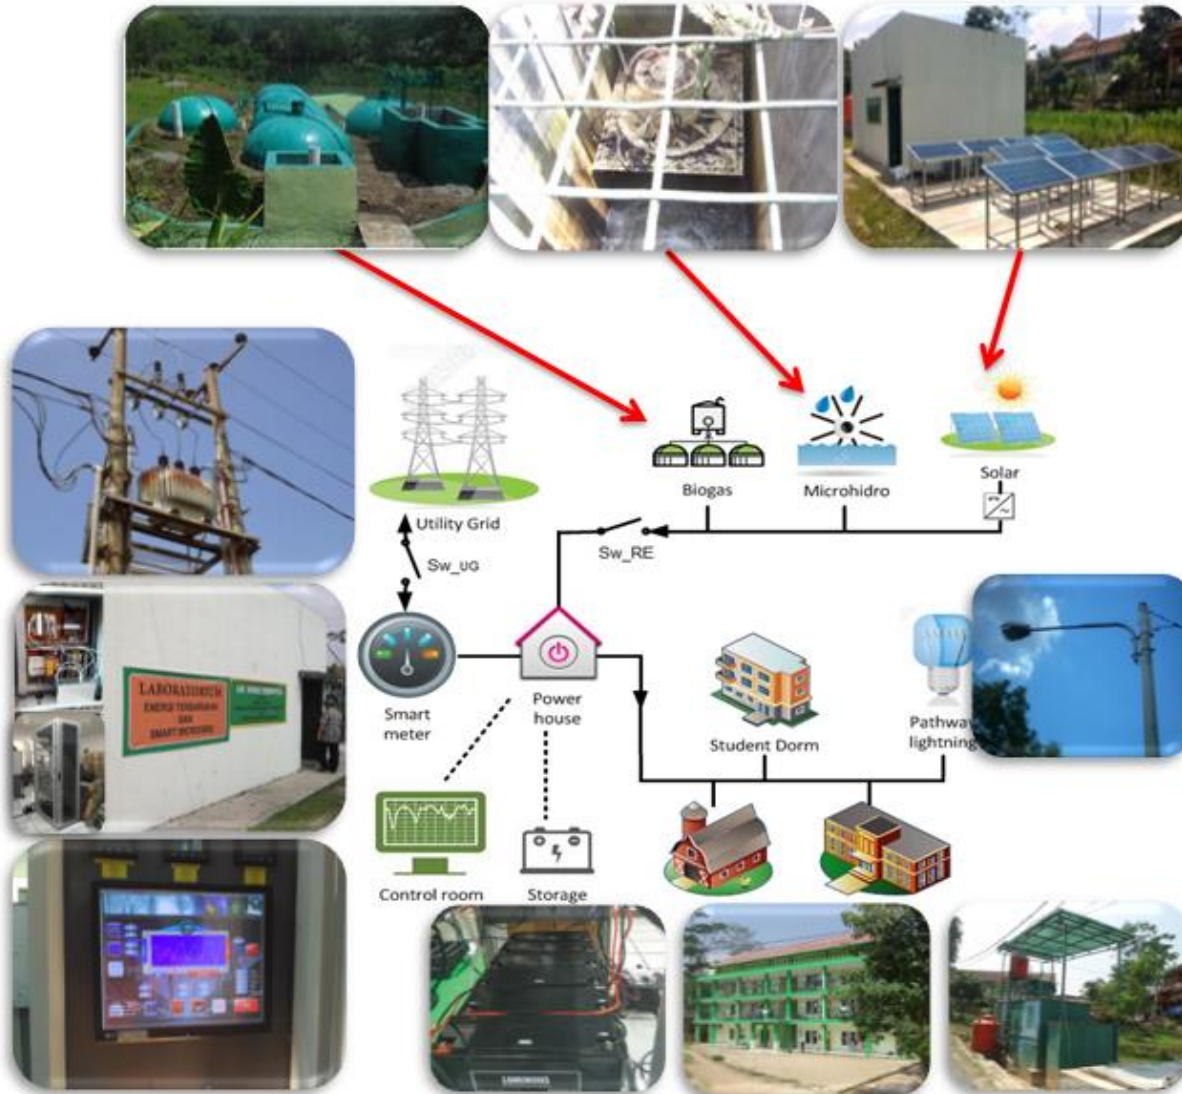 Biogas
Microhidro
Solar
Utility Grid
Sw_RE
Sw_UG
LABORATORIUM
ENERGI TERBARUKAN
DAN
SMART MICROGRID
Smart
meter
Power
house
Student Dorm
Pathway
lightning
Control room
Storage
LUMINOUS